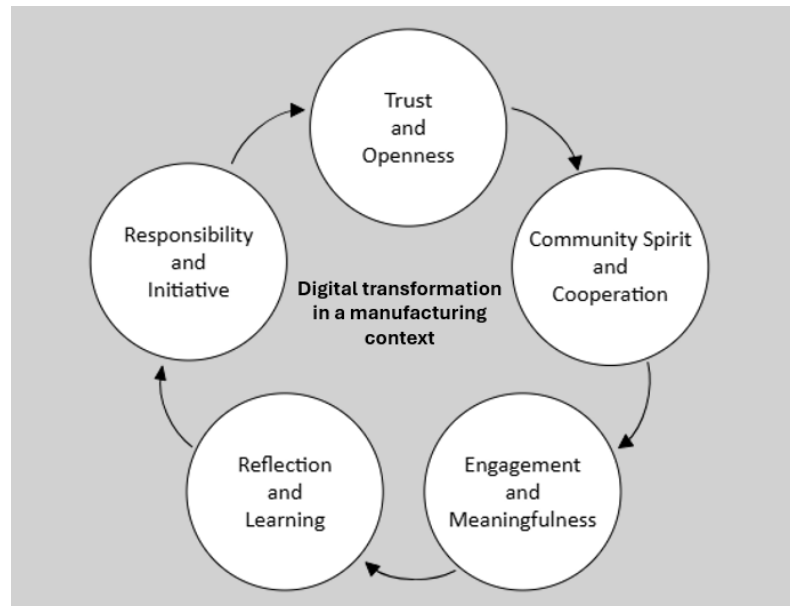 Trust
and
Openness
Community Spirit
and
Cooperation
Engagement
and
Meaningfulness
Reflection
and
Learning
Responsibility
and
Initiative
Digital transformation
in a manufacturing
context